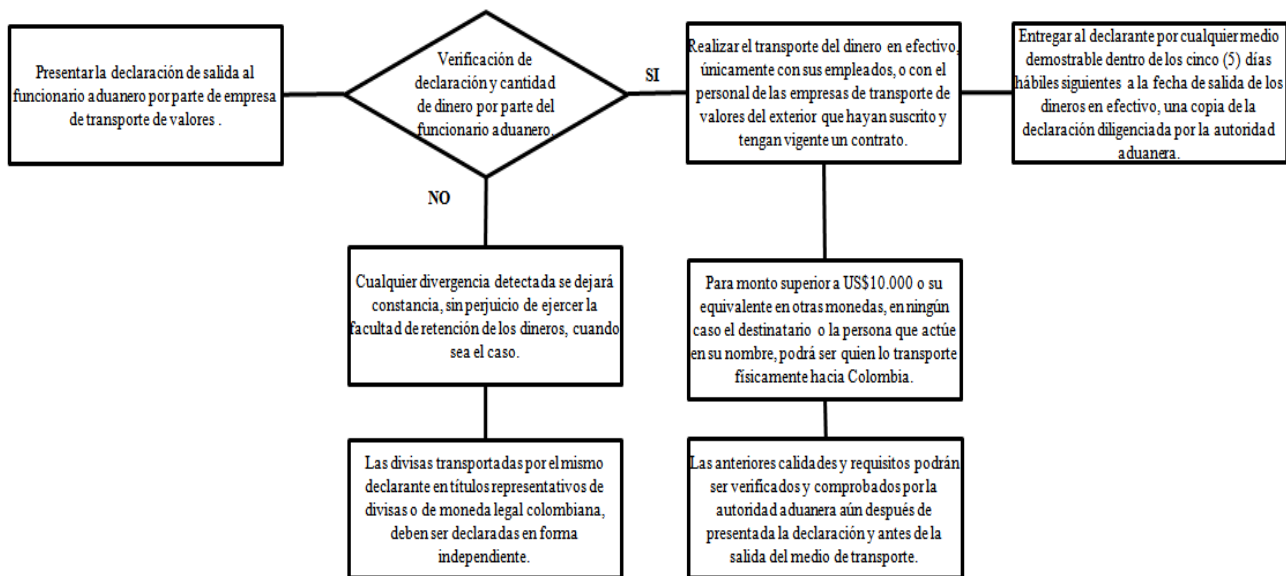 Presentar la declaración de salida al
funcionario aduanero por parte de empresa
de transporte de valores .
Verificación de
declaración y cantidad
de dinero por parte del
funcionario aduanero.
SI
NO
Realizar el transporte del dinero en efectivo,
únicamente con sus empleados, o con el
personal de las empresas de transporte de
valores del exterior que hayan suscrito y
tengan vigente un contrato.
Entregar al declarante por cualquier medio
demostrable dentro de los cinco (5) días
hábiles siguientes a la fecha de salida de los
dineros en efectivo, una copia de la
declaración diligenciada por la autoridad
aduanera.
Cualquier divergencia detectada se dejará
constancia, sin perjuicio de ejercer la
facultad de retención de los dineros, cuando
sea el caso.
Para monto superior a US$10.000 o su
equivalente en otras monedas, en ningún
caso el destinatario o la persona que actúe
en su nombre, podrá ser quien lo transporte
físicamente hacia Colombia.
Las divisas transportadas por el mismo
declarante en títulos representativos de
divisas o de moneda legal colombiana,
deben ser declaradas en forma
independiente.
Las anteriores calidades y requisitos podrán
ser verificados y comprobados por la
autoridad aduanera aún después de
presentada la declaración y antes de la
salida del medio de transporte.